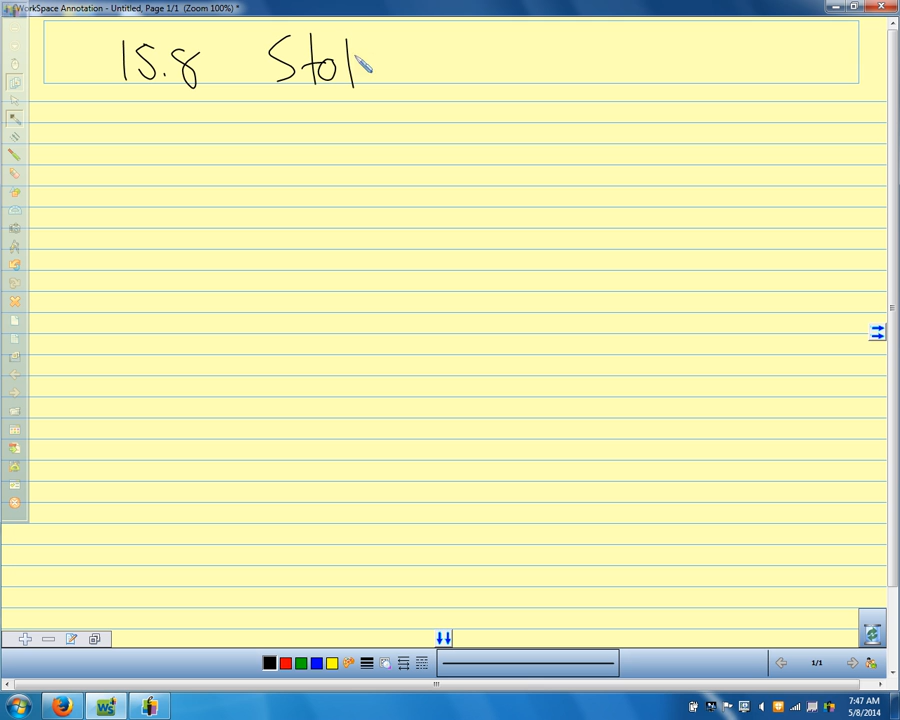 WorkSpace Annotation - Untitled, Page 1/1 (Zoom 100%) *
15.8 Stol
1/1
7:47 AM
5/8/2014